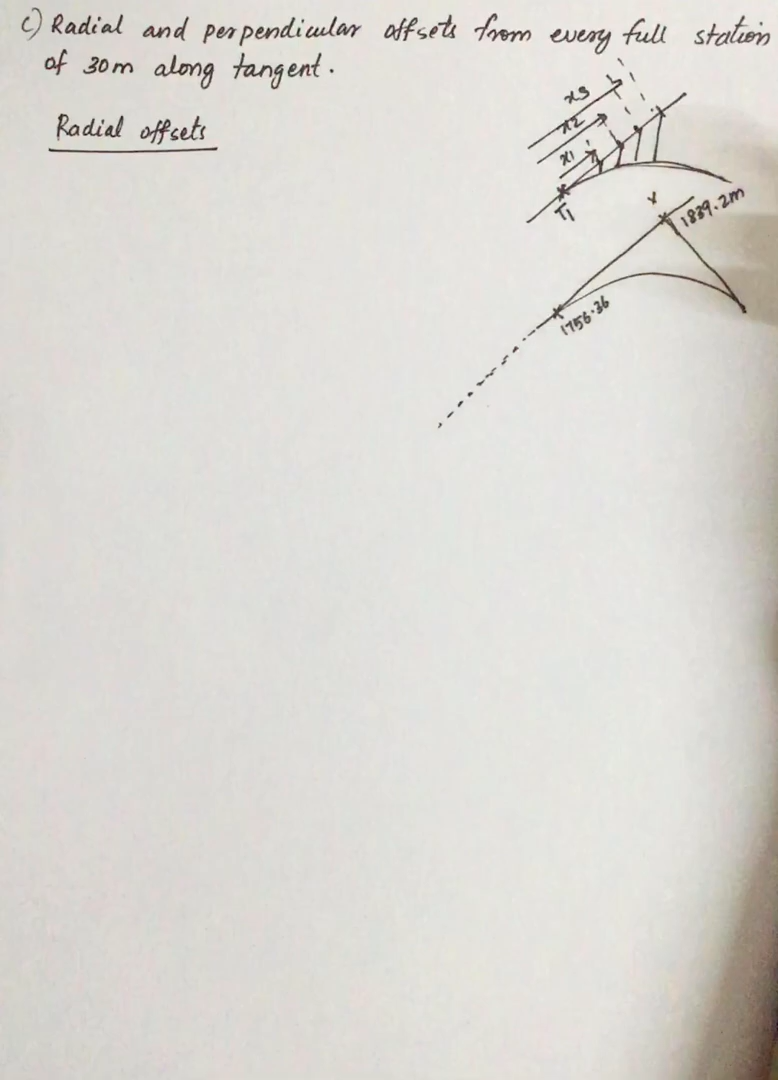 c) Radial and perpendicular offsets from every full station
of 30m along tangent.
Radial offsets
x3
x2
x1
T1
V
1839.2m
1756.36